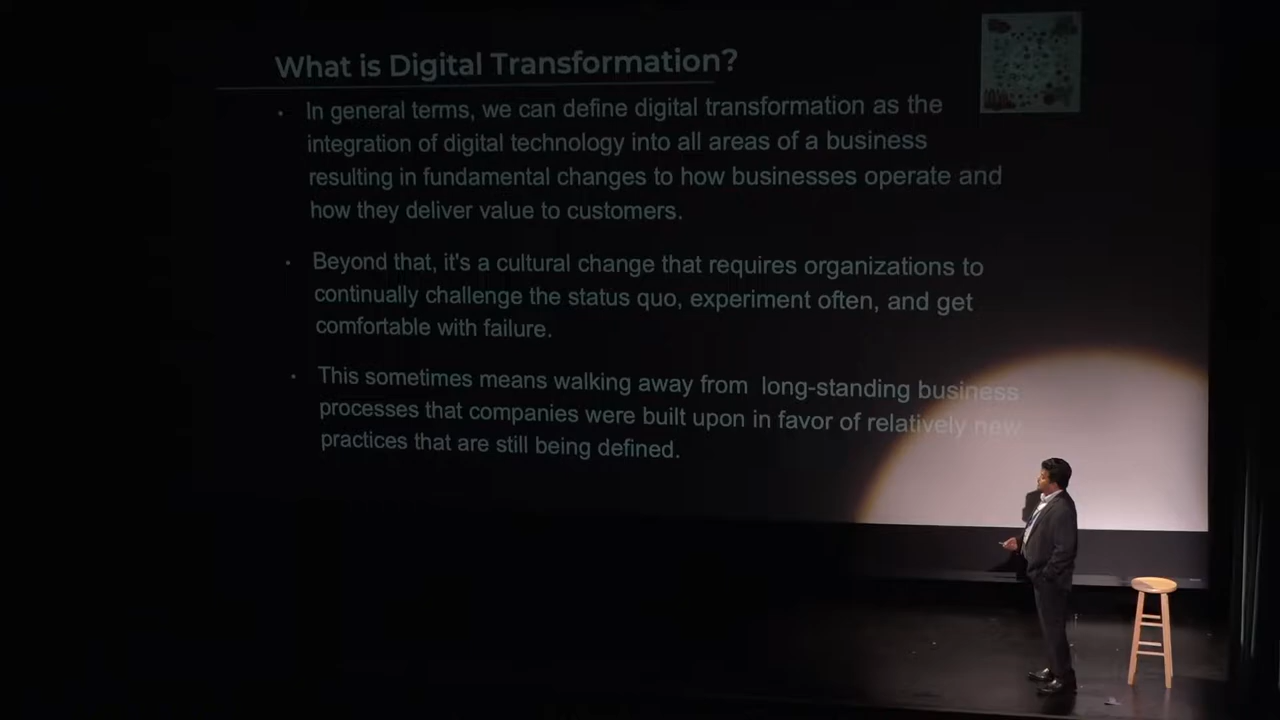 What is Digital Transformation?
• In general terms, we can define digital transformation as the
integration of digital technology into all areas of a business
resulting in fundamental changes to how businesses operate and
how they deliver value to customers.
• Beyond that, it's a cultural change that requires organizations to
continually challenge the status quo, experiment often, and get
comfortable with failure.
• This sometimes means walking away from long-standing business
processes that companies were built upon in favor of relatively new
practices that are still being defined.